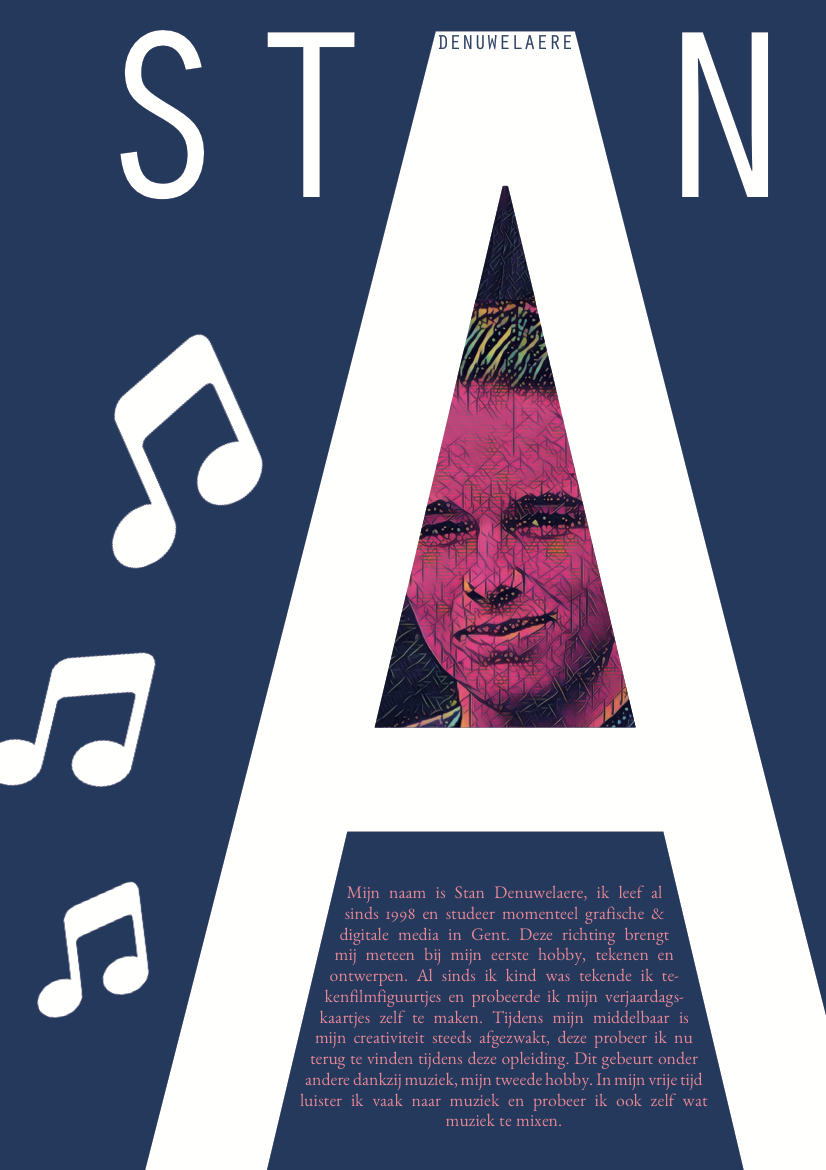 STAN
DENUWELAERE
Mijn naam is Stan Denuwelaere, ik leef al
sinds 1998 en studeer momenteel grafische &
digitale media in Gent. Deze richting brengt
mij meteen bij mijn eerste hobby, tekenen en
ontwerpen. Al sinds ik kind was tekende ik te-
kenfilmfiguurtjes en probeerde ik mijn verjaardags-
kaartjes zelf te maken. Tijdens mijn middelbaar is
mijn creativiteit steeds afgezwakt, deze probeer ik nu
terug te vinden tijdens deze opleiding. Dit gebeurt onder
andere dankzij muziek, mijn tweede hobby. In mijn vrije tijd
luister ik vaak naar muziek en probeer ik ook zelf wat
muziek te mixen.